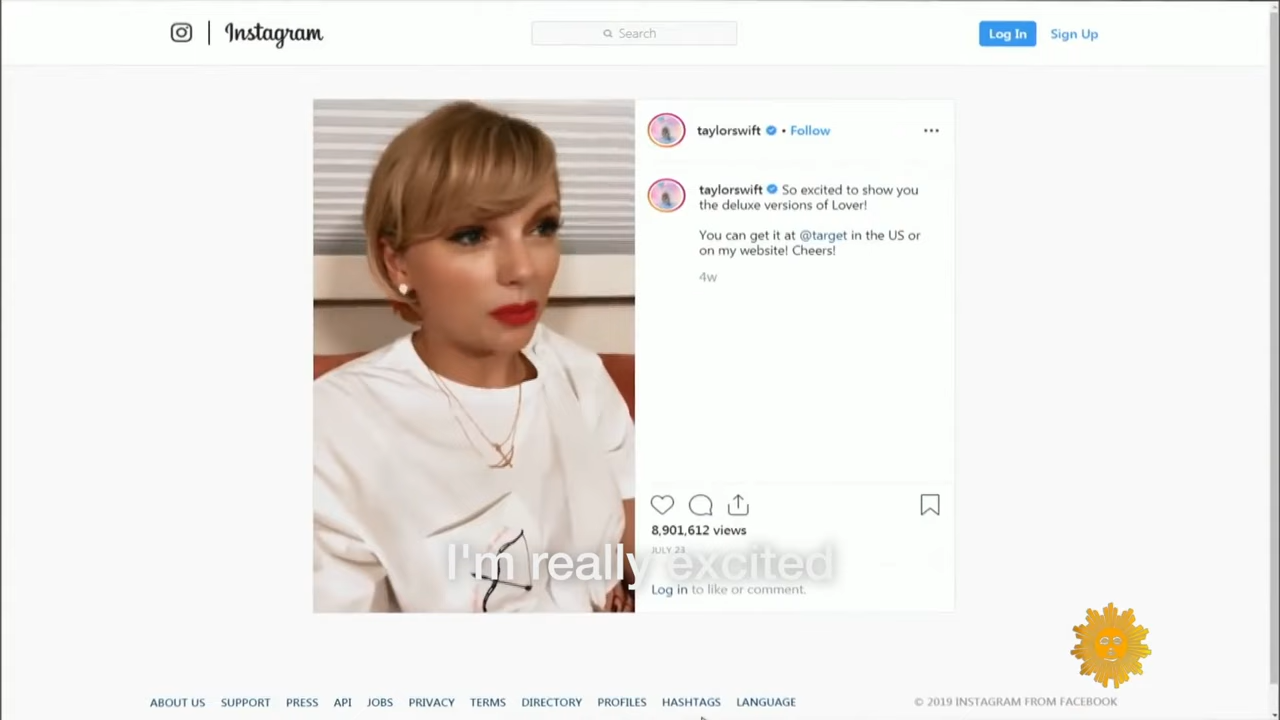 Instagram
Search
Log In
Sign Up
taylorswift • Follow
taylorswift So excited to show you
the deluxe versions of Lover!
You can get it at @target in the US or
on my website! Cheers!
4w
8,901,612 views
JULY 23
I'm really excited
Log in to like or comment.
ABOUT US SUPPORT PRESS API JOBS PRIVACY TERMS DIRECTORY PROFILES HASHTAGS LANGUAGE
© 2019 INSTAGRAM FROM FACEBOOK